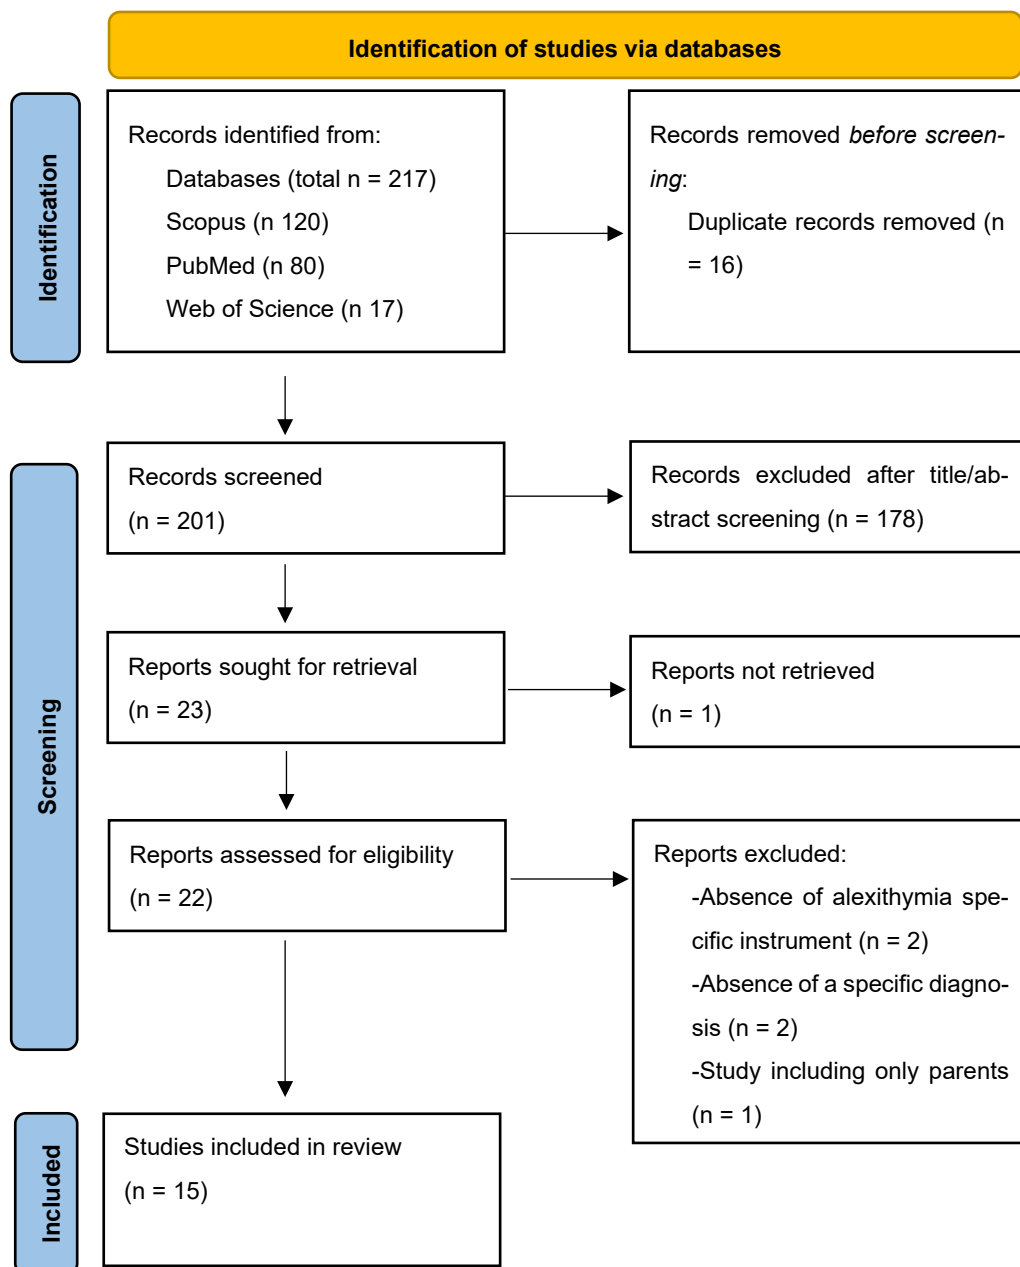 Identification of studies via databases
Identification
Records identified from:
Databases (total n = 217)
Scopus (n 120)
PubMed (n 80)
Web of Science (n 17)
Records removed before screen-
ing:
Duplicate records removed (n
= 16)
Screening
Records screened
(n = 201)
Records excluded after title/ab-
stract screening (n = 178)
Reports sought for retrieval
(n = 23)
Reports not retrieved
(n = 1)
Reports assessed for eligibility
(n = 22)
Reports excluded:
-Absence of alexithymia spe-
cific instrument (n = 2)
-Absence of a specific diagno-
sis (n = 2)
-Study including only parents
(n = 1)
Included
Studies included in review
(n = 15)